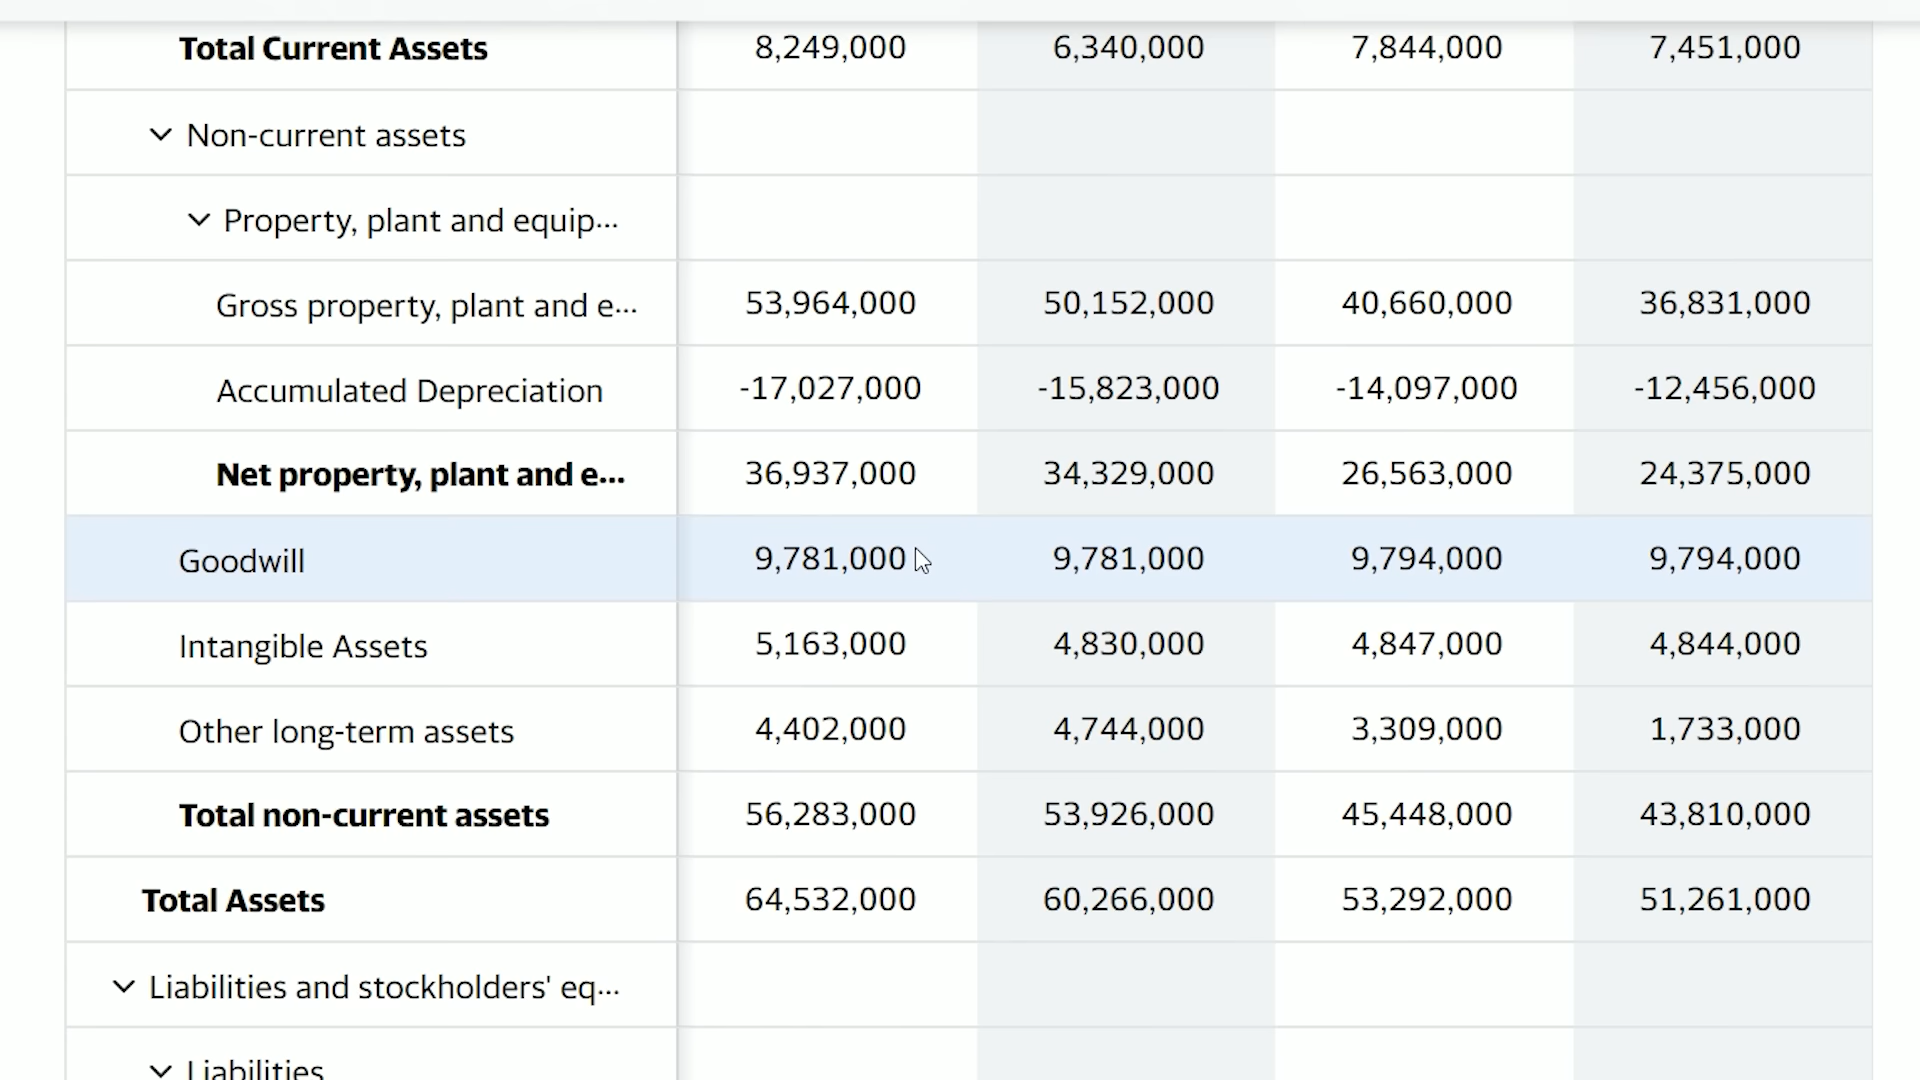 Total Current Assets 8,249,000 6,340,000 7,844,000 7,451,000
Non-current assets
Property, plant and equip...
Gross property, plant and e... 53,964,000 50,152,000 40,660,000 36,831,000
Accumulated Depreciation -17,027,000 -15,823,000 -14,097,000 -12,456,000
Net property, plant and e... 36,937,000 34,329,000 26,563,000 24,375,000
Goodwill 9,781,000 9,781,000 9,794,000 9,794,000
Intangible Assets 5,163,000 4,830,000 4,847,000 4,844,000
Other long-term assets 4,402,000 4,744,000 3,309,000 1,733,000
Total non-current assets 56,283,000 53,926,000 45,448,000 43,810,000
Total Assets 64,532,000 60,266,000 53,292,000 51,261,000
Liabilities and stockholders' eq...
Liabilities